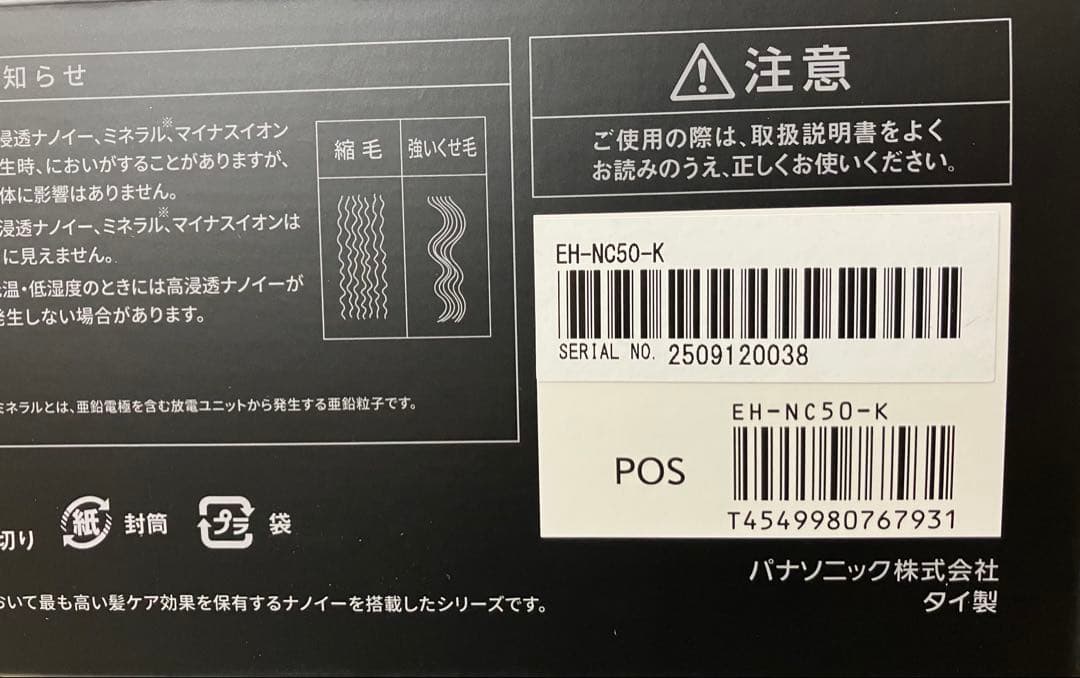 知らせ
浸透ナノイー、ミネラル※、マイナスイオン
生時、においがすることがありますが、
体に影響はありません。
浸透ナノイー、ミネラル※、マイナスイオンは
に見えません。
温・低湿度のときには高浸透ナノイーが
発生しない場合があります。
縮毛
強いくせ毛
ミネラルとは、亜鉛電極を含む放電ユニットから発生する亜鉛粒子です。
切り
紙
封筒
プラ
袋
おいて最も高い髪ケア効果を保有するナノイーを搭載したシリーズです。
注意
ご使用の際は、取扱説明書をよく
お読みのうえ、正しくお使いください。
EH-NC50-K
SERIAL NO. 2509120038
EH-NC50-K
POS
T4549980767931
パナソニック株式会社
タイ製